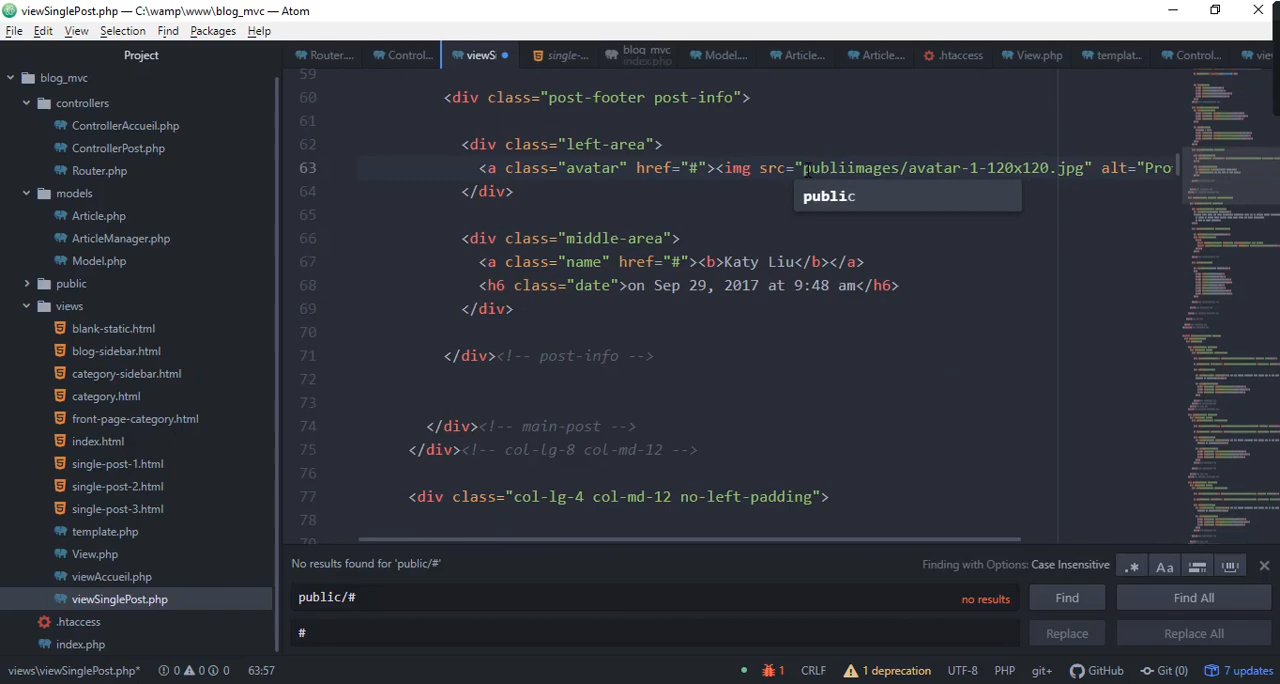 viewSinglePost.php — C:\wamp\www\blog_mvc — Atom
File Edit View Selection Find Packages Help
Project
Router.... Control... viewS single-... blog_mvc index.php Model.... Article.... Article.... .htaccess View.php templat... Control... vie
blog_mvc
controllers
ControllerAccueil.php
ControllerPost.php
Router.php
models
Article.php
ArticleManager.php
Model.php
public
views
blank-static.html
blog-sidebar.html
category-sidebar.html
category.html
front-page-category.html
index.html
single-post-1.html
single-post-2.html
single-post-3.html
template.php
View.php
viewAccueil.php
viewSinglePost.php
.htaccess
index.php
59
60 <div class="post-footer post-info">
61
62 <div class="left-area">
63 <a class="avatar" href="#"><img src="publiimages/avatar-1-120x120.jpg" alt="Pro
public
64 </div>
65
66 <div class="middle-area">
67 <a class="name" href="#"><b>Katy Liu</b></a>
68 <h6 class="date">on Sep 29, 2017 at 9:48 am</h6>
69 </div>
70
71 </div><!-- post-info -->
72
73
74 </div><!-- main-post -->
75 </div><!-- col-lg-8 col-md-12 -->
76
77 <div class="col-lg-4 col-md-12 no-left-padding">
78
79
No results found for 'public/#' Finding with Options: Case Insensitive .* Aa
public/# no results Find Find All
# Replace Replace All
views\viewSinglePost.php* 0 0 0 63:57 1 CRLF 1 deprecation UTF-8 PHP git+ GitHub Git (0) 7 updates